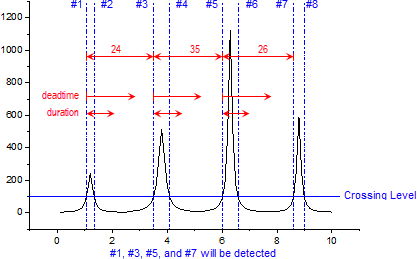 #1 #2 #3 #4 #5 #6 #7 #8
1200
24 35 26
1000
800
deadtime
duration
600
400
200
Crossing Level
0
0 2 4 6 8 10
#1, #3, #5, and #7 will be detected